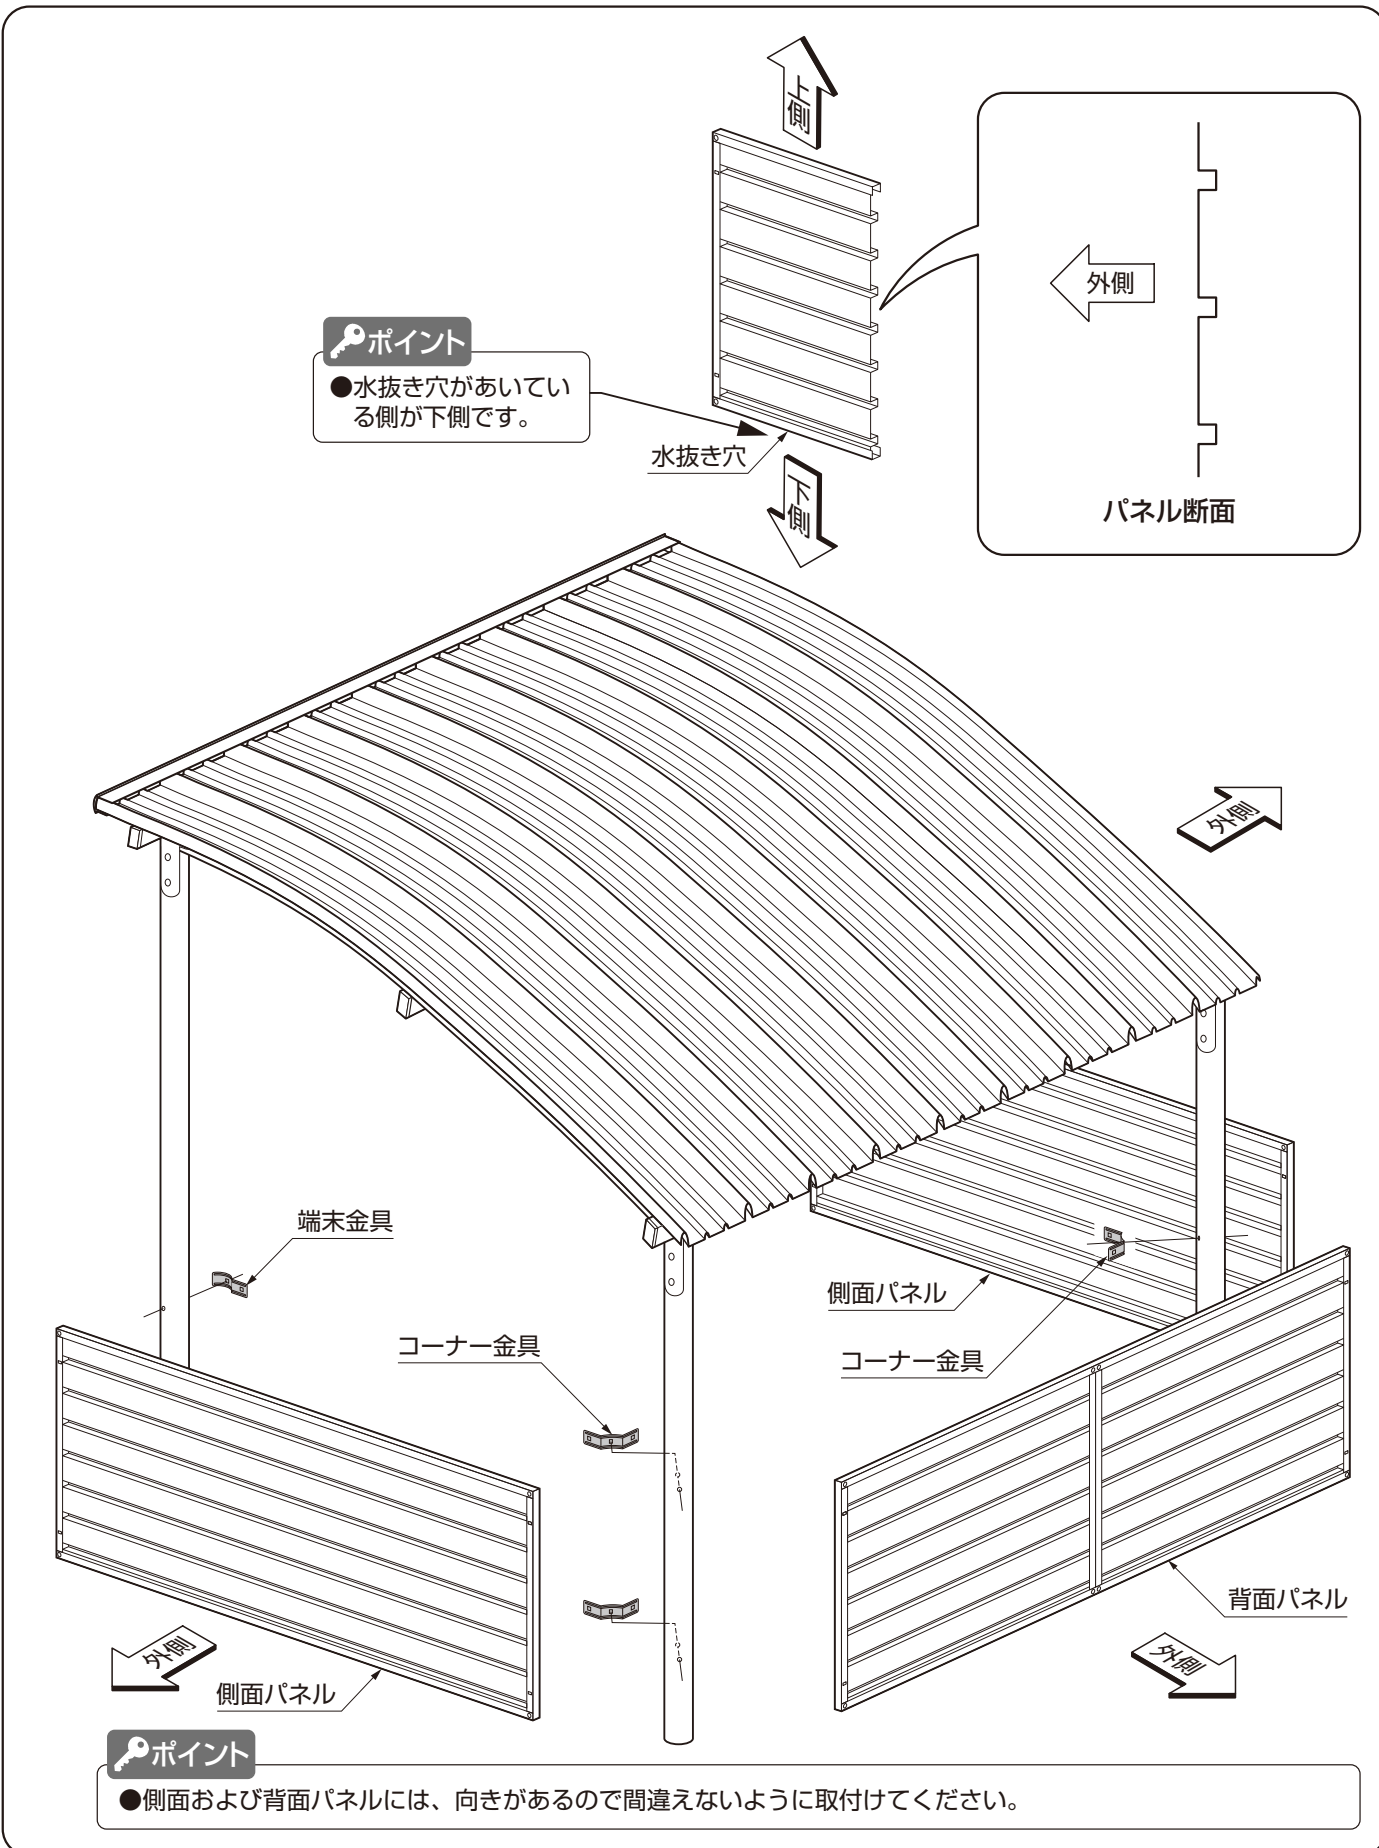 上側
外側
パネル断面
ポイント
●水抜き穴があいてい
る側が下側です。
水抜き穴
下側
外側
端末金具
側面パネル
コーナー金具
コーナー金具
背面パネル
外側
側面パネル
外側
ポイント
●側面および背面パネルには、向きがあるので間違えないように取付けてください。